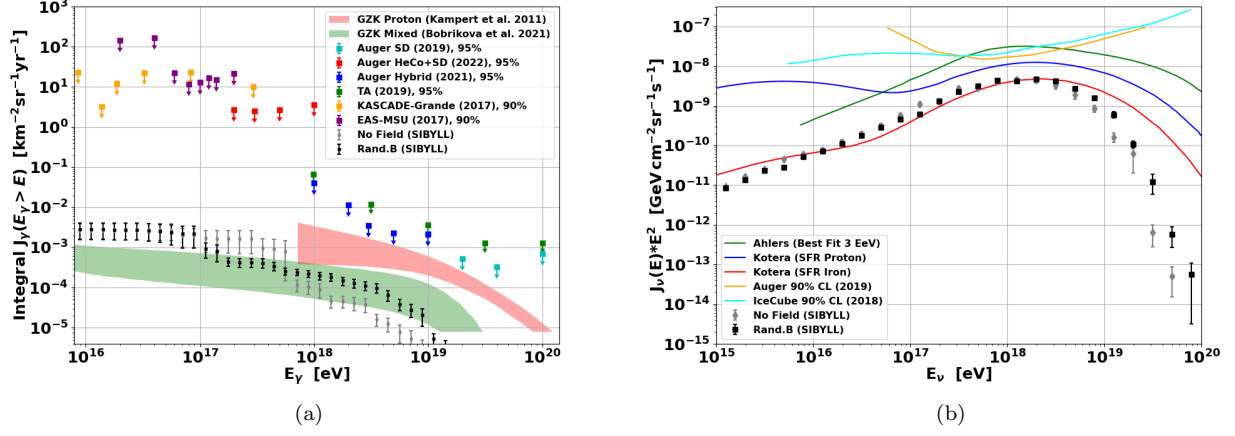 Integral Jγ(Eγ > E) [km⁻²sr⁻¹yr⁻¹]
10³
10²
10¹
10⁰
10⁻¹
10⁻²
10⁻³
10⁻⁴
10⁻⁵
GZK Proton (Kampert et al. 2011)
GZK Mixed (Bobrikova et al. 2021)
Auger SD (2019), 95%
Auger HeCo+SD (2022), 95%
Auger Hybrid (2021), 95%
TA (2019), 95%
KASCADE-Grande (2017), 90%
EAS-MSU (2017), 90%
No Field (SIBYLL)
Rand.B (SIBYLL)
10¹⁶ 10¹⁷ 10¹⁸ 10¹⁹ 10²⁰
Eγ [eV]
(a)
Jν(E)*E² [GeV cm⁻²sr⁻¹s⁻¹]
10⁻⁷
10⁻⁸
10⁻⁹
10⁻¹⁰
10⁻¹¹
10⁻¹²
10⁻¹³
10⁻¹⁴
10⁻¹⁵
Ahlers (Best Fit 3 EeV)
Kotera (SFR Proton)
Kotera (SFR Iron)
Auger 90% CL (2019)
IceCube 90% CL (2018)
No Field (SIBYLL)
Rand.B (SIBYLL)
10¹⁵ 10¹⁶ 10¹⁷ 10¹⁸ 10¹⁹ 10²⁰
Eν [eV]
(b)